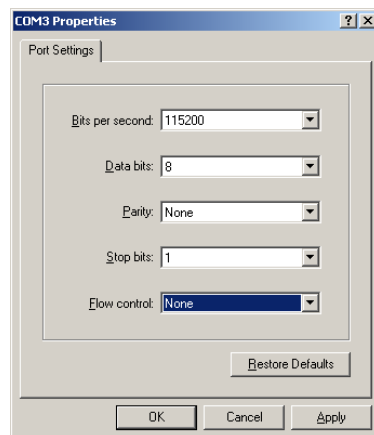 COM3 Properties
Port Settings
Bits per second: 115200
Data bits: 8
Parity: None
Stop bits: 1
Flow control: None
Restore Defaults
OK Cancel Apply